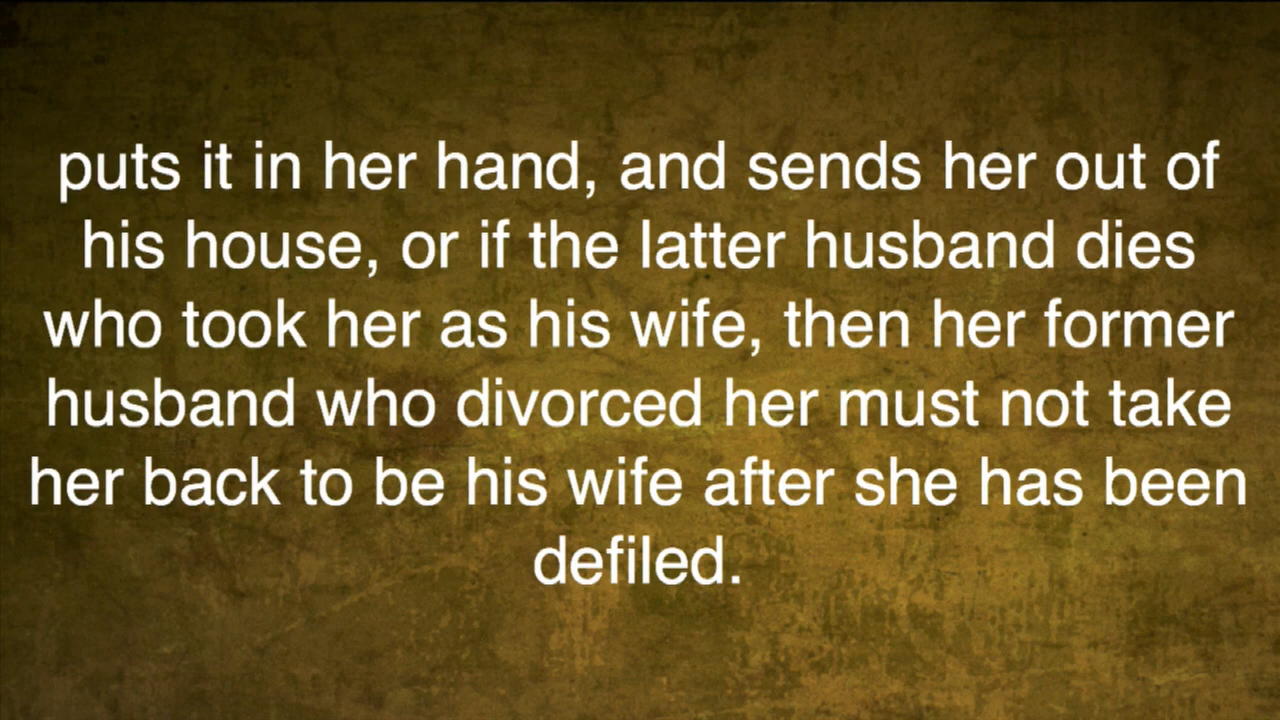 puts it in her hand, and sends her out of
his house, or if the latter husband dies
who took her as his wife, then her former
husband who divorced her must not take
her back to be his wife after she has been
defiled.